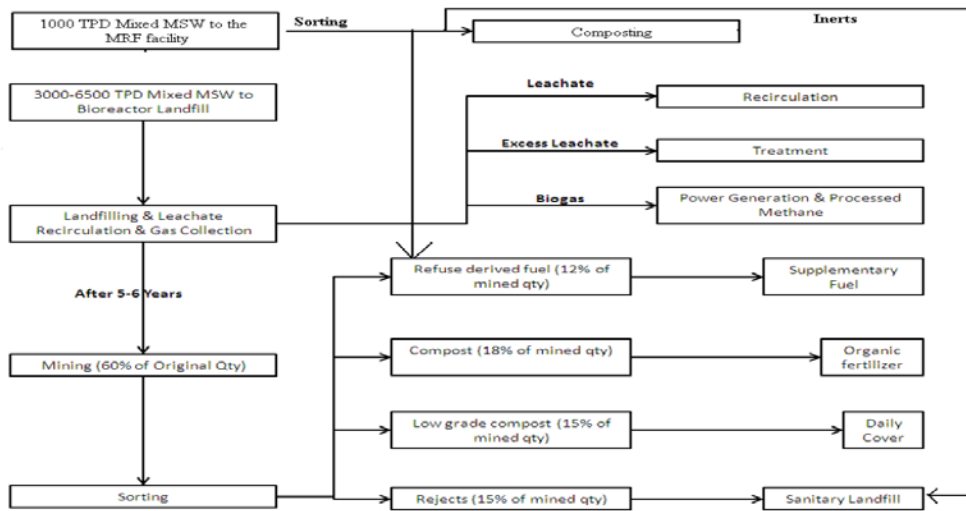 1000 TPD Mixed MSW to the
MRF facility
Sorting
Inerts
Composting
3000-6500 TPD Mixed MSW to
Bioreactor Landfill
Leachate
Recirculation
Excess Leachate
Treatment
Biogas
Power Generation & Processed
Methane
Landfilling & Leachate
Recirculation & Gas Collection
After 5-6 Years
Refuse derived fuel (12% of
mined qty)
Supplementary
Fuel
Mining (60% of Original Qty)
Compost (18% of mined qty)
Organic
fertilizer
Low grade compost (15% of
mined qty)
Daily
Cover
Sorting
Rejects (15% of mined qty)
Sanitary Landfill